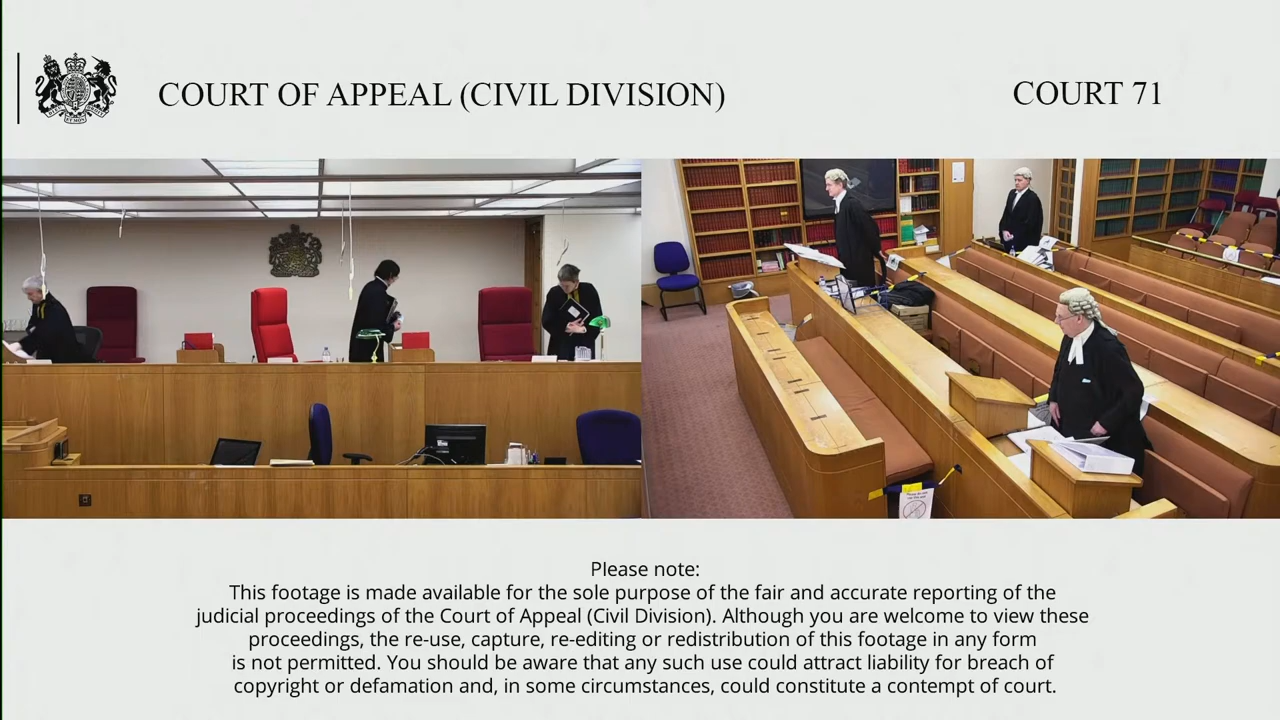 COURT OF APPEAL (CIVIL DIVISION)
COURT 71
Please note:
This footage is made available for the sole purpose of the fair and accurate reporting of the
judicial proceedings of the Court of Appeal (Civil Division). Although you are welcome to view these
proceedings, the re-use, capture, re-editing or redistribution of this footage in any form
is not permitted. You should be aware that any such use could attract liability for breach of
copyright or defamation and, in some circumstances, could constitute a contempt of court.